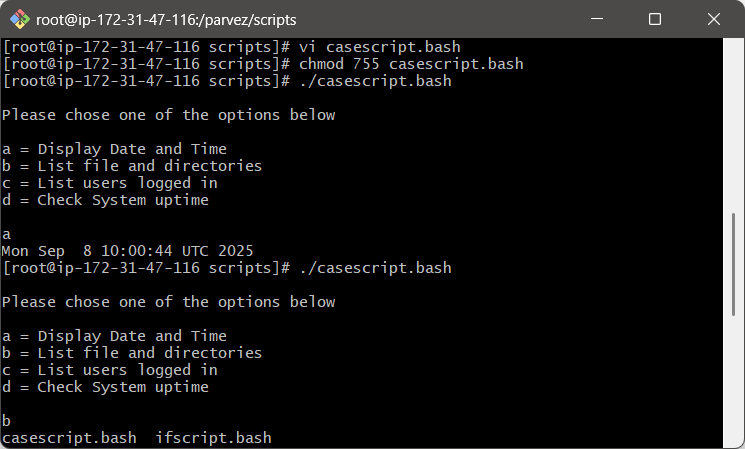 root@ip-172-31-47-116:/parvez/scripts
[root@ip-172-31-47-116 scripts]# vi casescript.bash
[root@ip-172-31-47-116 scripts]# chmod 755 casescript.bash
[root@ip-172-31-47-116 scripts]# ./casescript.bash
Please chose one of the options below
a = Display Date and Time
b = List file and directories
c = List users logged in
d = Check System uptime
a
Mon Sep  8 10:00:44 UTC 2025
[root@ip-172-31-47-116 scripts]# ./casescript.bash
Please chose one of the options below
a = Display Date and Time
b = List file and directories
c = List users logged in
d = Check System uptime
b
casescript.bash  ifscript.bash